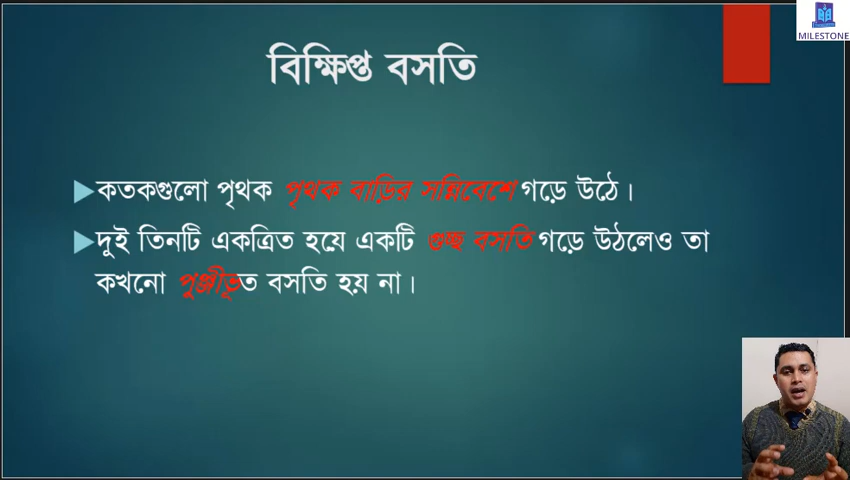 MILESTONE
বিক্ষিপ্ত বসতি
কতকগুলো পৃথক পৃথক বাড়ির সন্নিবেশে গড়ে উঠে।
দুই তিনটি একত্রিত হযে একটি গুচ্ছ বসতি গড়ে উঠলেও তা
কখনো পুঞ্জীভূত বসতি হয় না।